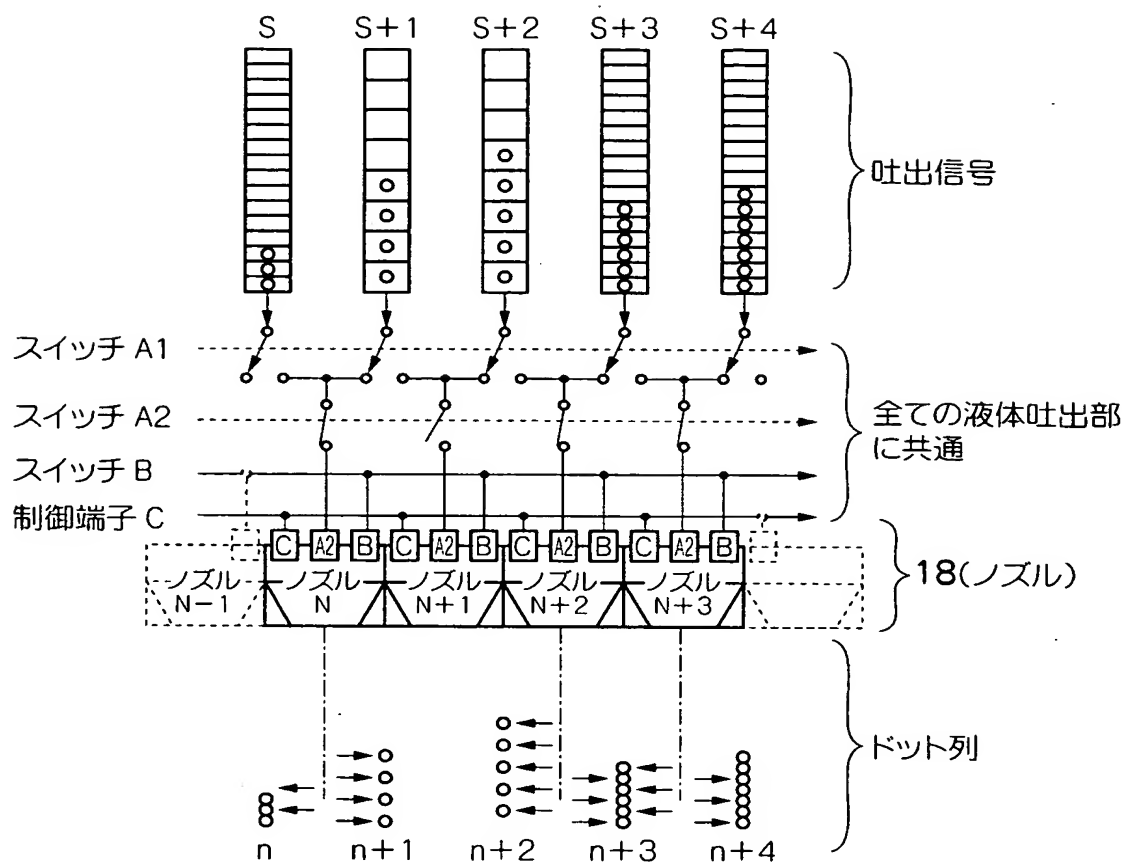 S S+1 S+2 S+3 S+4
吐出信号
スイッチ A1
スイッチ A2
全ての液体吐出部
に共通
スイッチ B
制御端子 C
C A2 B C A2 B C A2 B C A2 B
ノズル ノズル ノズル ノズル ノズル
N−1 N N+1 N+2 N+3
18(ノズル)
ドット列
n n+1 n+2 n+3 n+4